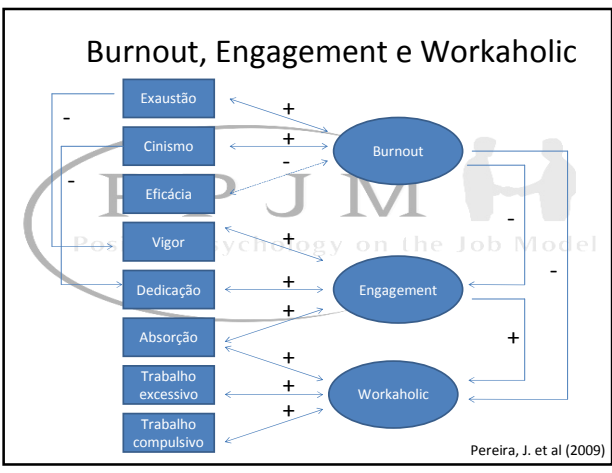 Burnout, Engagement e Workaholic
Exaustão
-
+
Cinismo
+
Burnout
-
Eficácia
-
PPJM
-
Vigor
+
Positive Psychology on the Job Model
-
Dedicação
+
Engagement
+
Absorção
+
+
Trabalho
excessivo
+
Workaholic
+
Trabalho
compulsivo
Pereira, J. et al (2009)